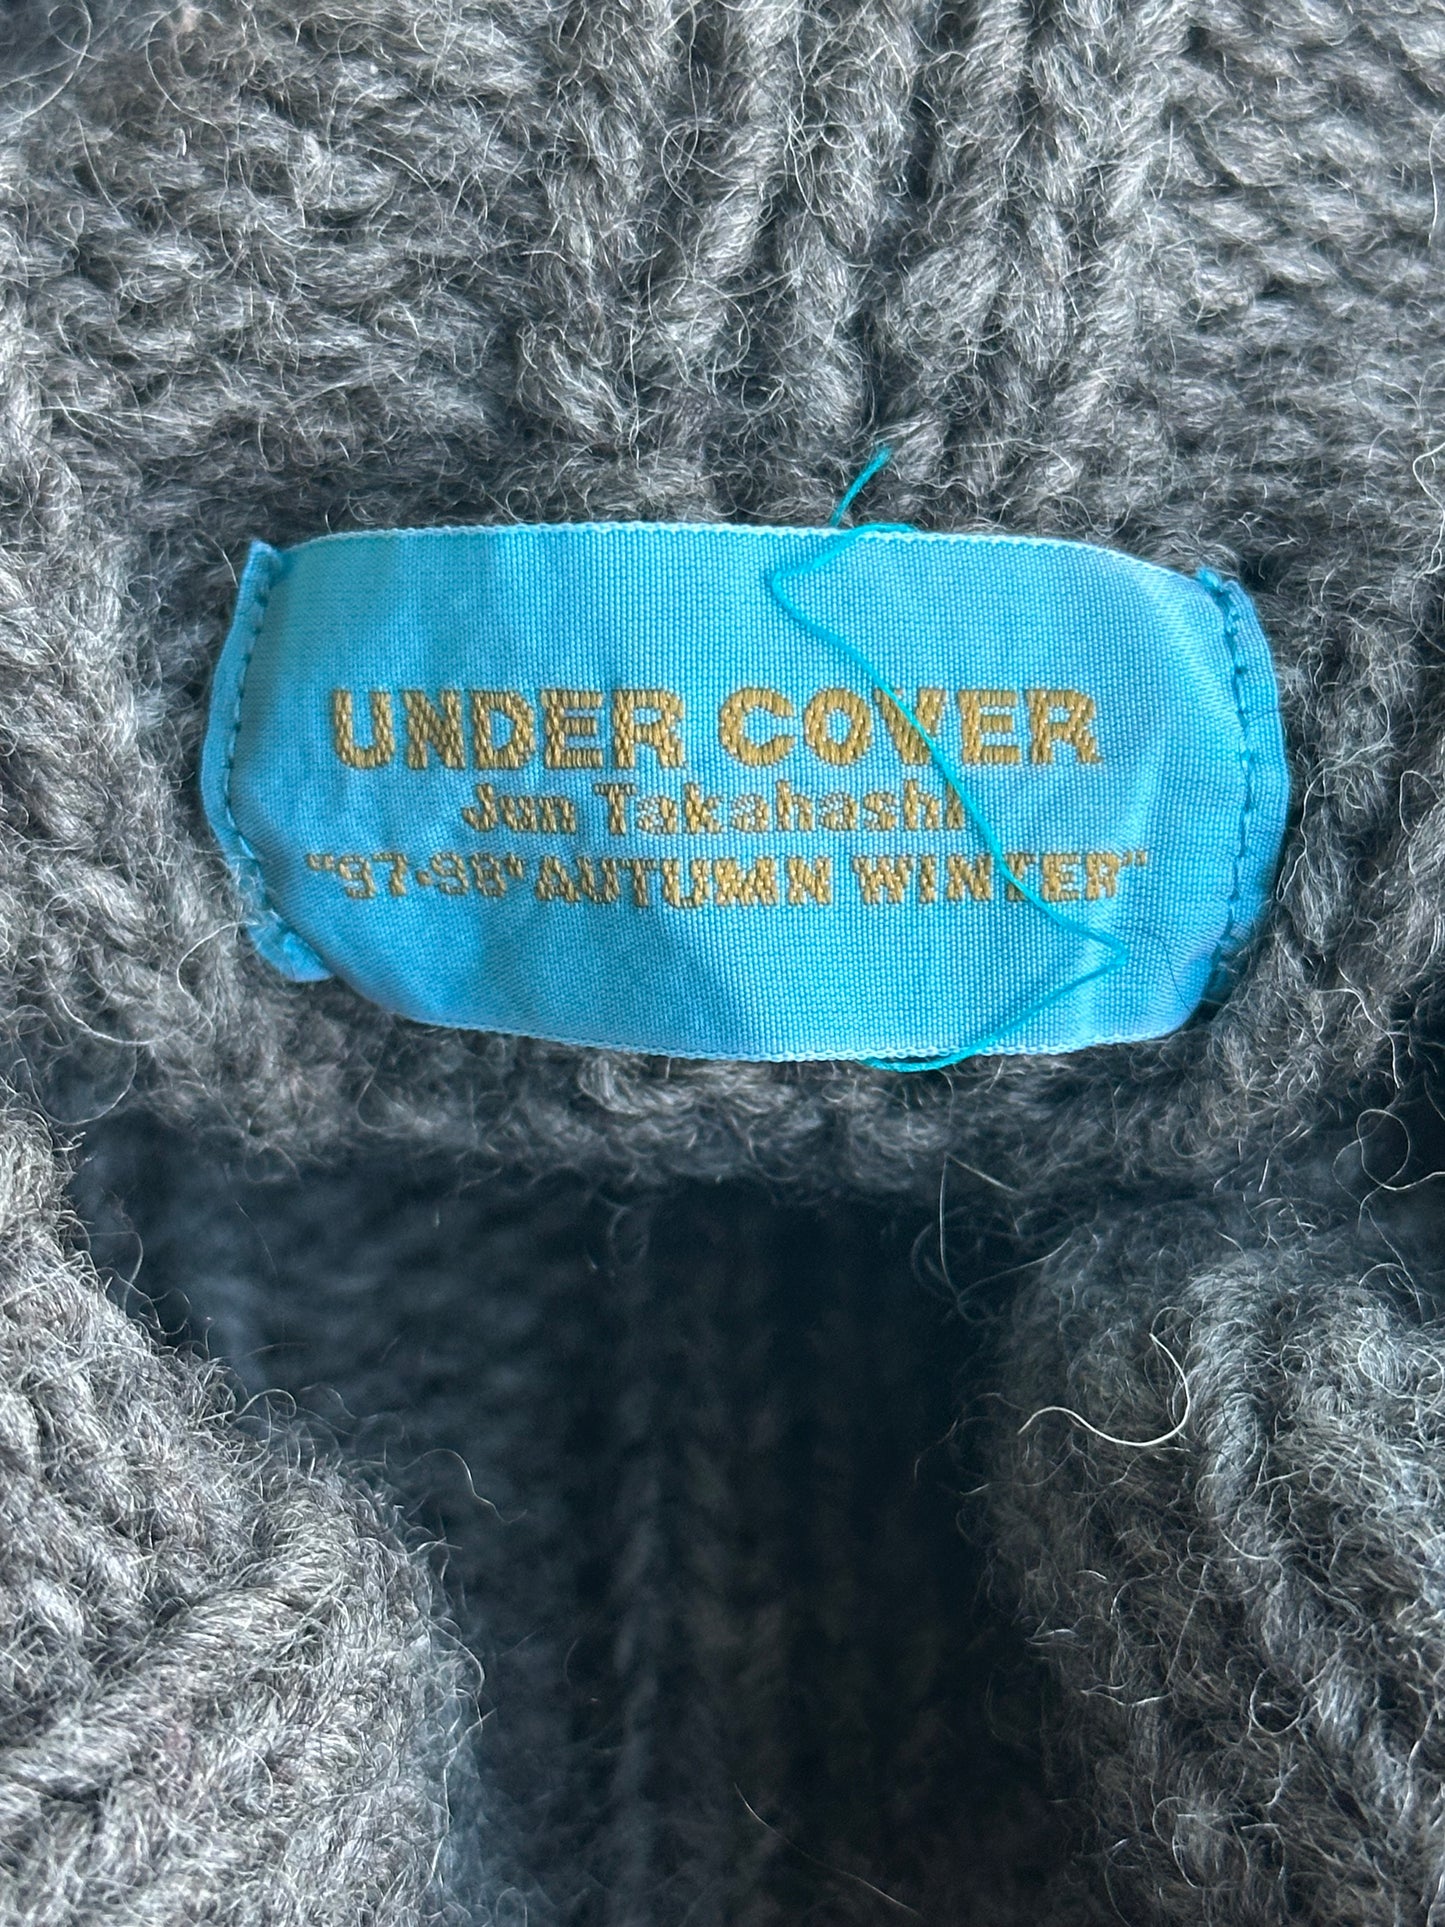 UNDER COVER
Jun Takahashi
"97-98' AUTUMN WINTER"